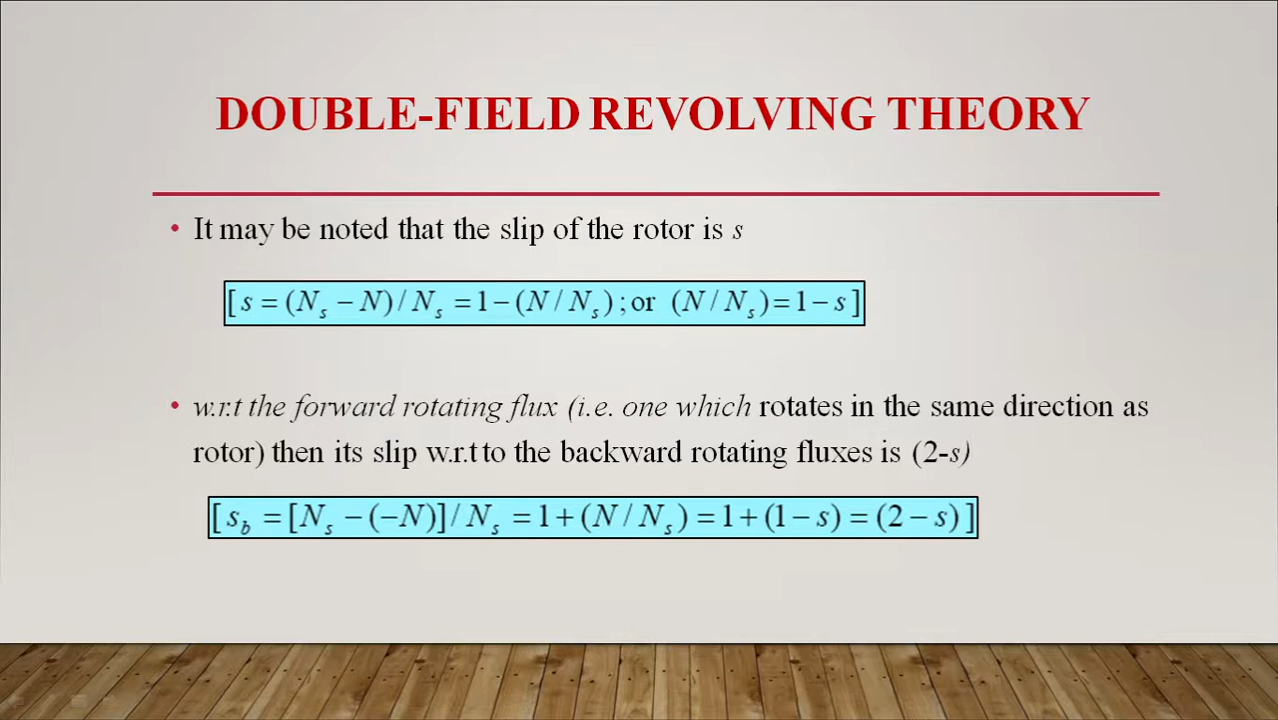 DOUBLE-FIELD REVOLVING THEORY
• It may be noted that the slip of the rotor is s
[ s = (Nₛ − N) / Nₛ = 1 − (N / Nₛ) ; or (N / Nₛ) = 1 − s ]
• w.r.t the forward rotating flux (i.e. one which rotates in the same direction as
rotor) then its slip w.r.t to the backward rotating fluxes is (2-s)
[ s_b = [Nₛ − (−N)] / Nₛ = 1 + (N / Nₛ) = 1 + (1 − s) = (2 − s) ]